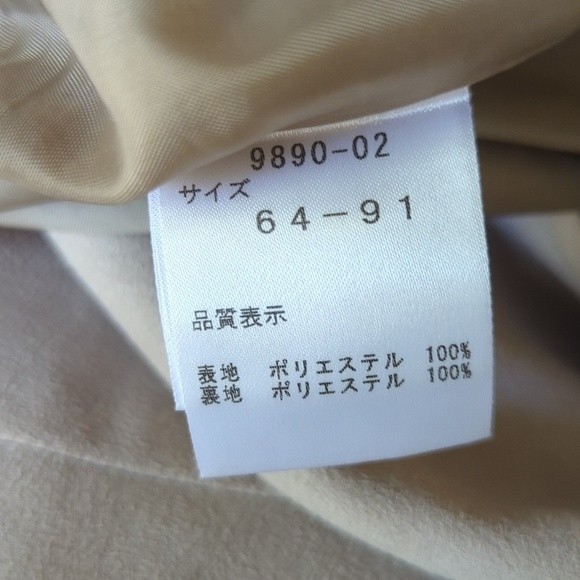 9890-02
サイズ
64-91
品質表示
表地 ポリエステル 100%
裏地 ポリエステル 100%